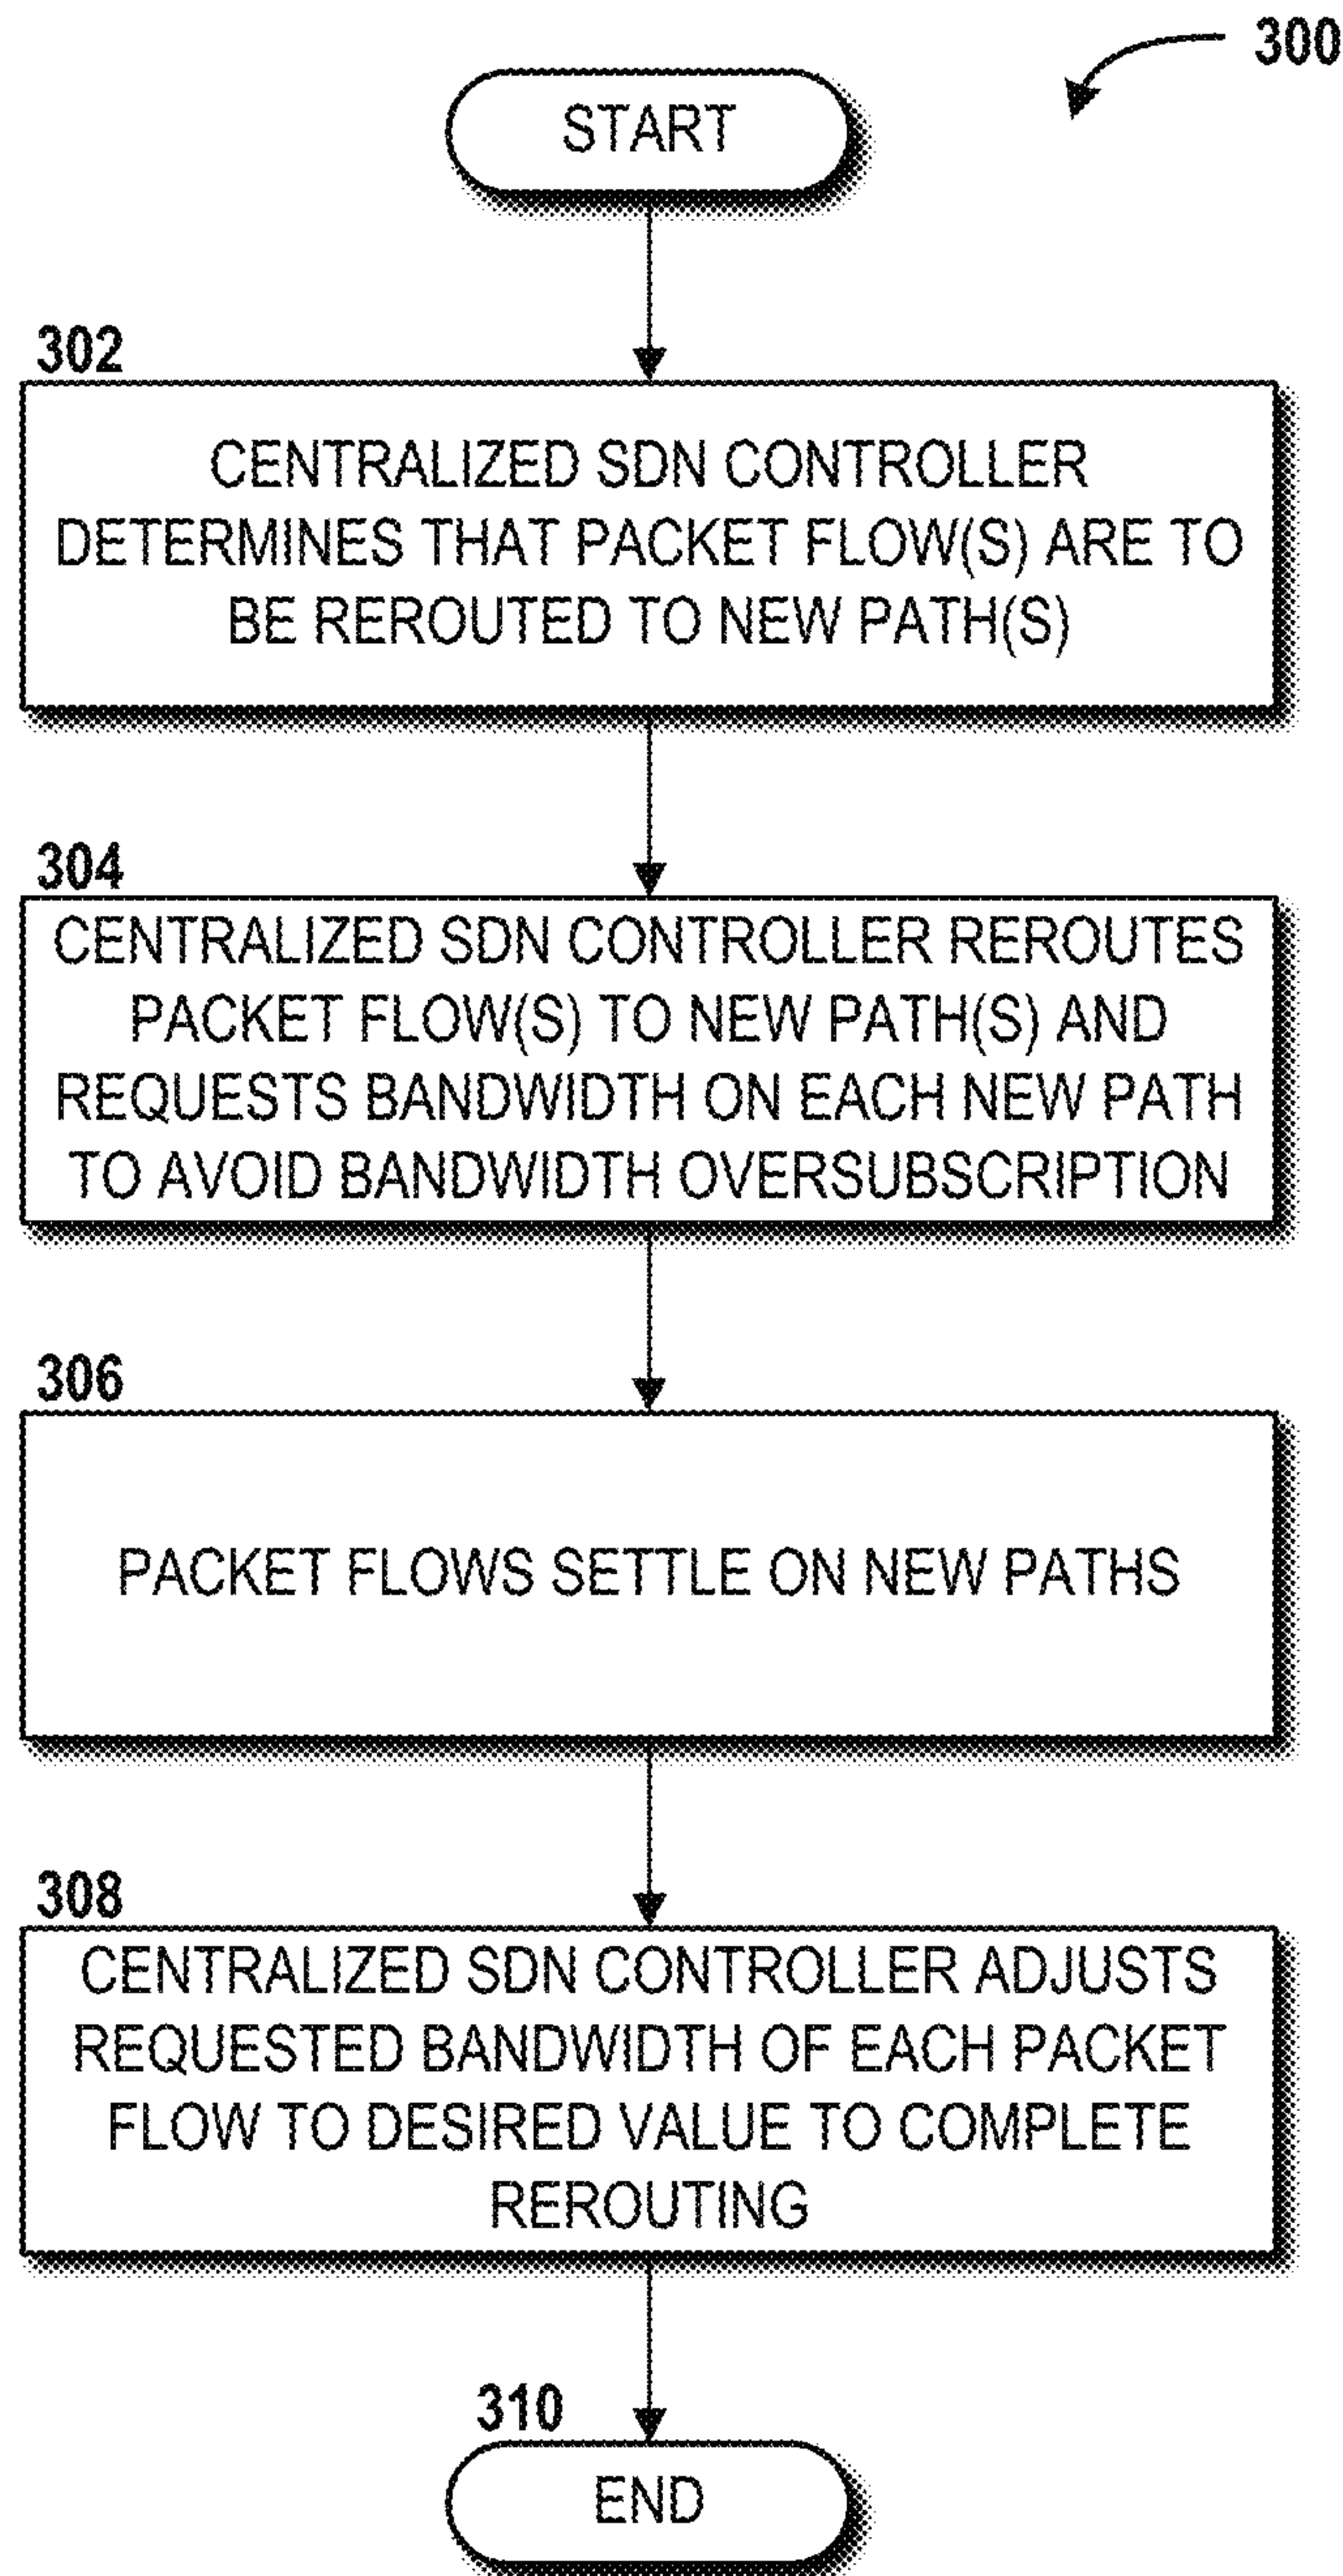 300
START
302
CENTRALIZED SDN CONTROLLER
DETERMINES THAT PACKET FLOW(S) ARE TO
BE REROUTED TO NEW PATH(S)
304
CENTRALIZED SDN CONTROLLER REROUTES
PACKET FLOW(S) TO NEW PATH(S) AND
REQUESTS BANDWIDTH ON EACH NEW PATH
TO AVOID BANDWIDTH OVERSUBSCRIPTION
306
PACKET FLOWS SETTLE ON NEW PATHS
308
CENTRALIZED SDN CONTROLLER ADJUSTS
REQUESTED BANDWIDTH OF EACH PACKET
FLOW TO DESIRED VALUE TO COMPLETE
REROUTING
310
END